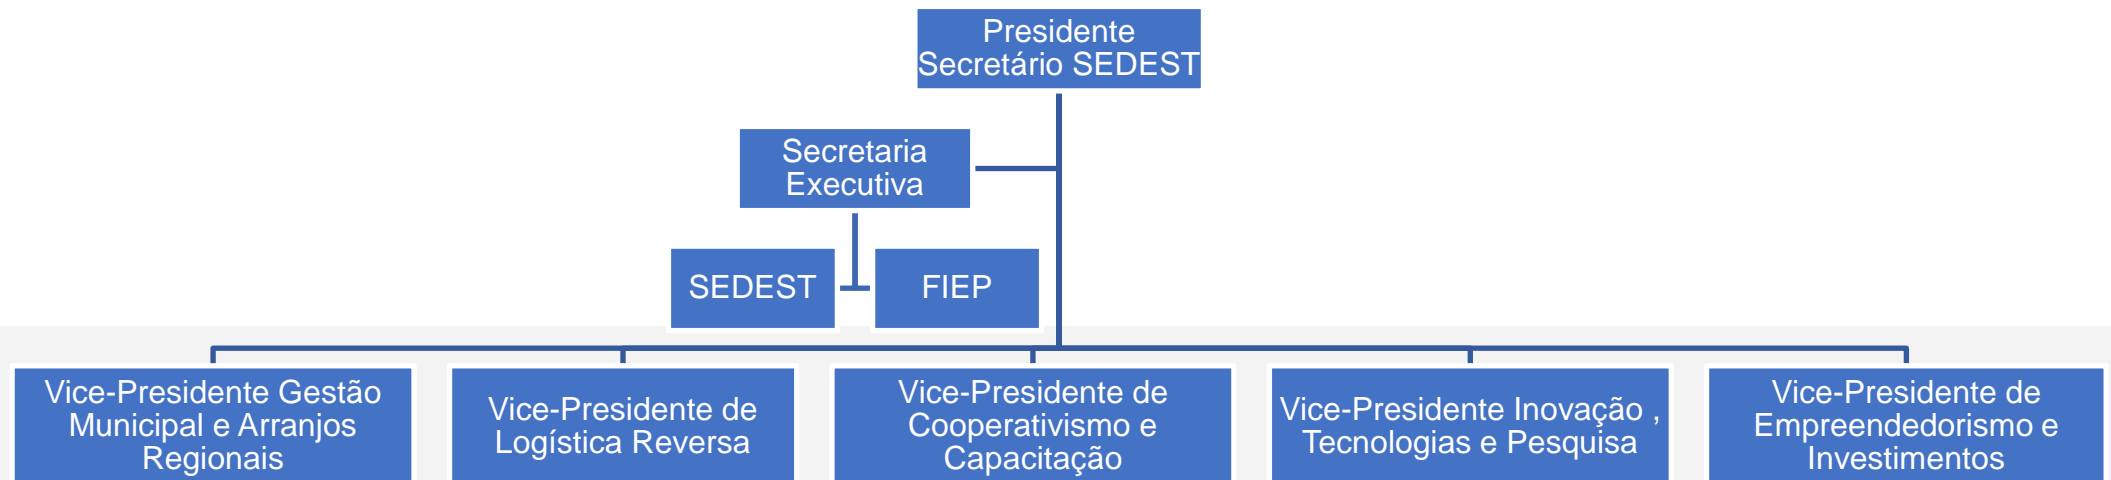 Presidente
Secretário SEDEST
Secretaria
Executiva
SEDEST
FIEP
Vice-Presidente Gestão
Municipal e Arranjos
Regionais
Vice-Presidente de
Logística Reversa
Vice-Presidente de
Cooperativismo e
Capacitação
Vice-Presidente Inovação ,
Tecnologias e Pesquisa
Vice-Presidente de
Empreendedorismo e
Investimentos